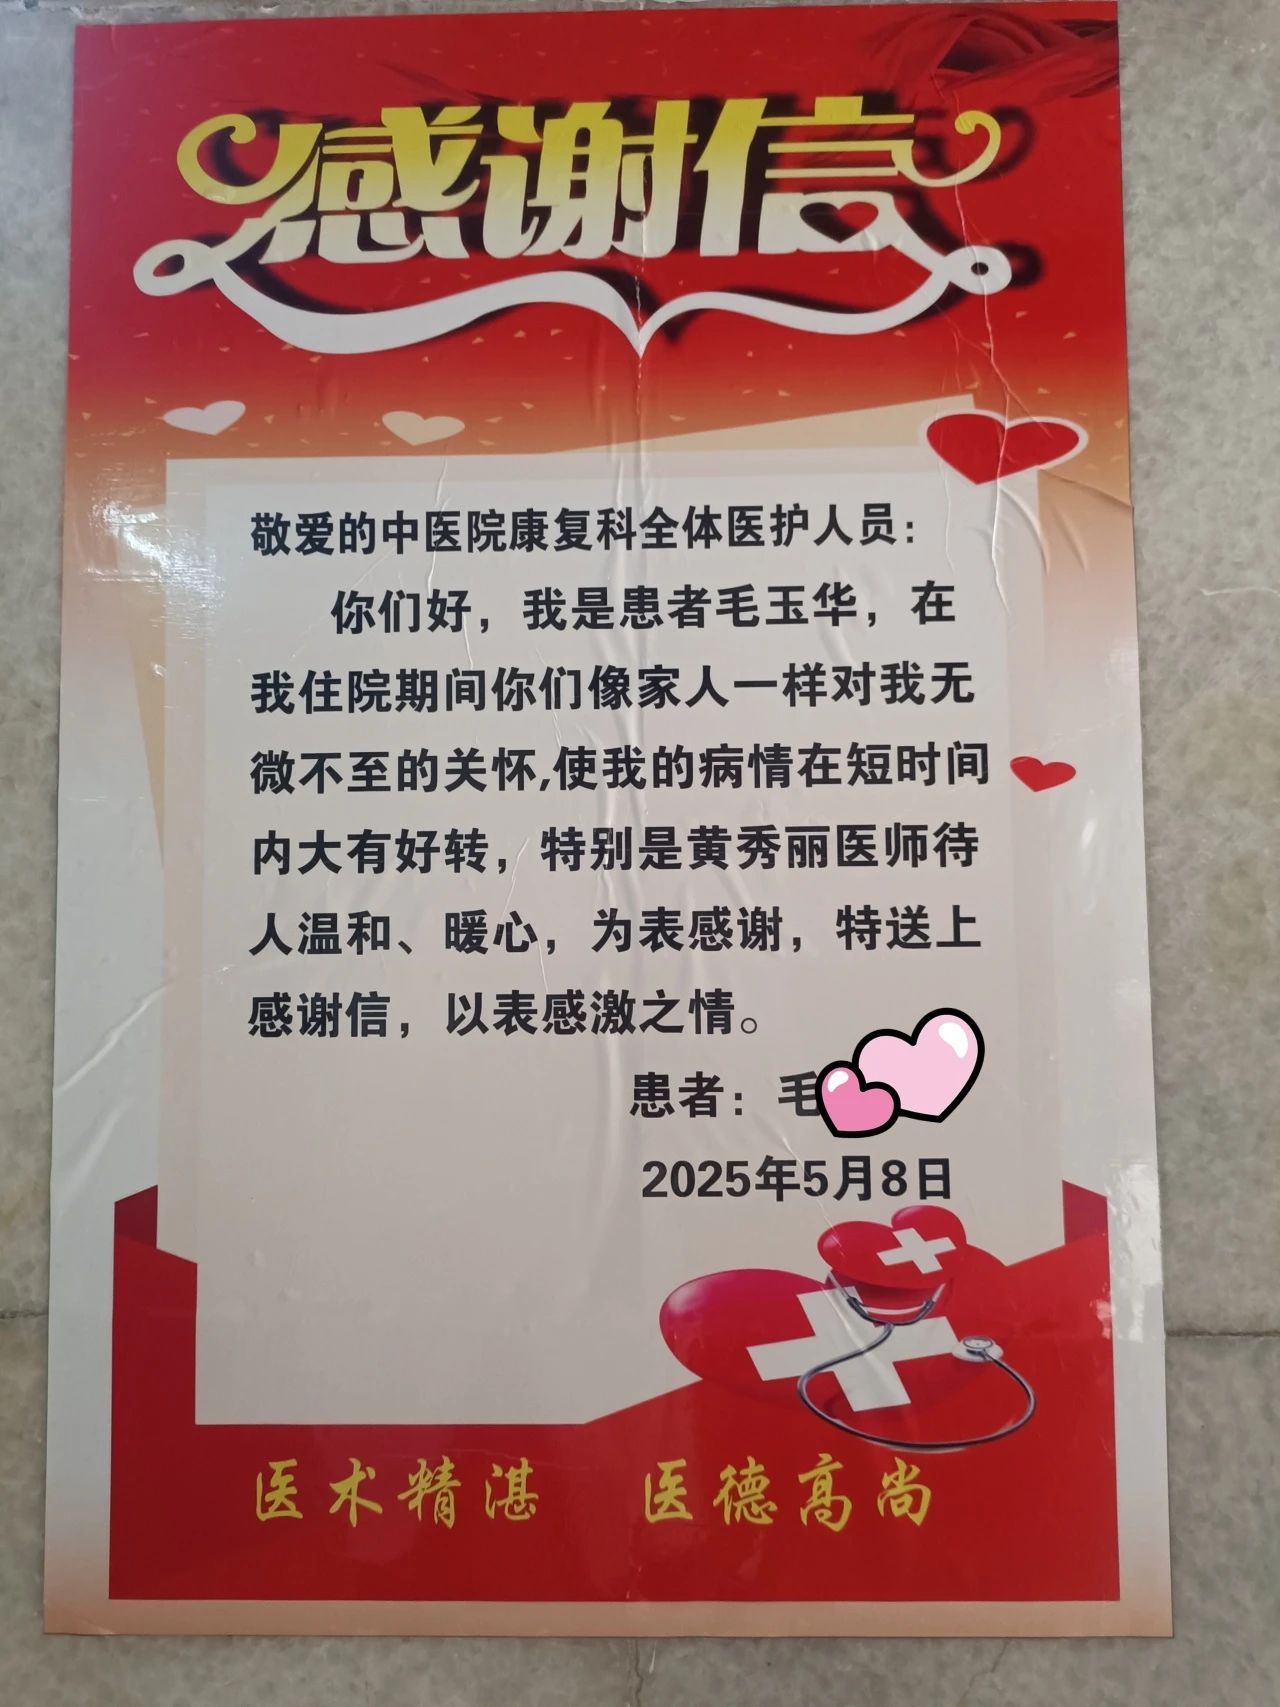 感谢信
敬爱的中医院康复科全体医护人员：
你们好，我是患者毛玉华，在
我住院期间你们像家人一样对我无
微不至的关怀,使我的病情在短时间
内大有好转，特别是黄秀丽医师待
人温和、暖心，为表感谢，特送上
感谢信，以表感激之情。
患者：毛
2025年5月8日
医术精湛 医德高尚